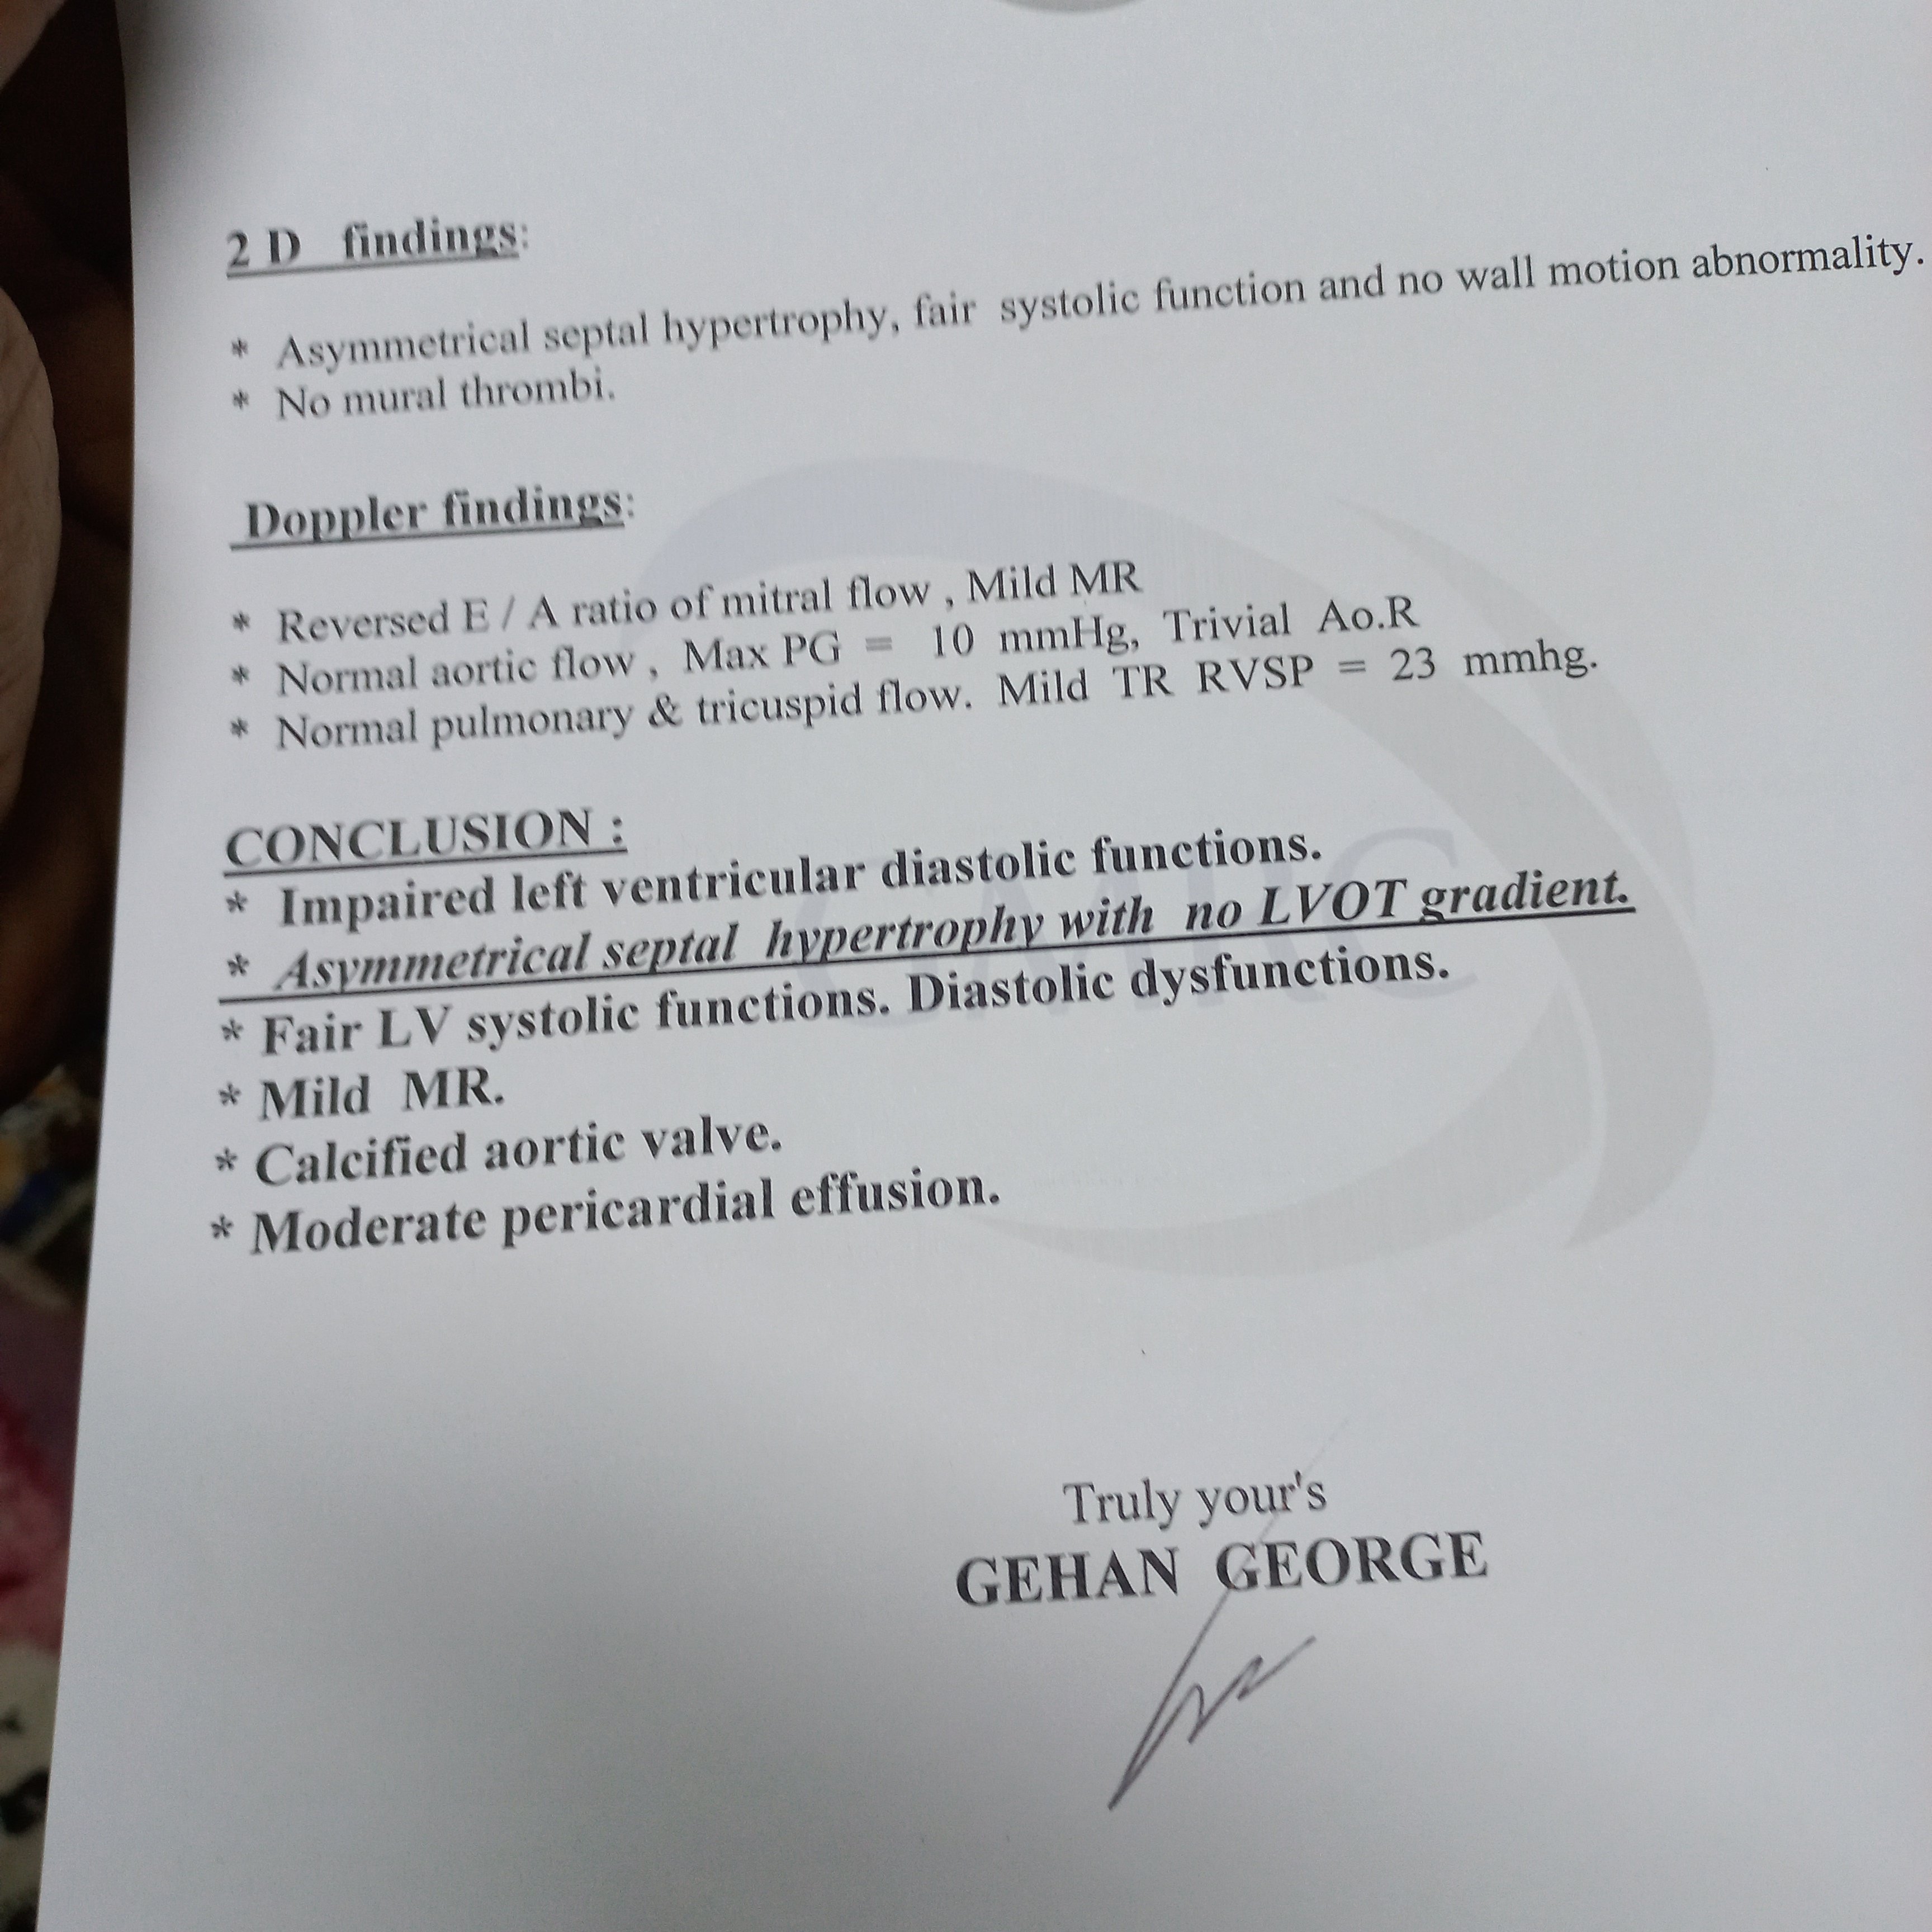 2 D findings:
* Asymmetrical septal hypertrophy, fair systolic function and no wall motion abnormality.
* No mural thrombi.
Doppler findings:
* Reversed E / A ratio of mitral flow , Mild MR
* Normal aortic flow , Max PG = 10 mmHg, Trivial Ao.R
* Normal pulmonary & tricuspid flow. Mild TR RVSP = 23 mmhg.
CONCLUSION :
* Impaired left ventricular diastolic functions.
* Asymmetrical septal hypertrophy with no LVOT gradient.
* Fair LV systolic functions. Diastolic dysfunctions.
* Mild MR.
* Calcified aortic valve.
* Moderate pericardial effusion.
Truly your's
GEHAN GEORGE